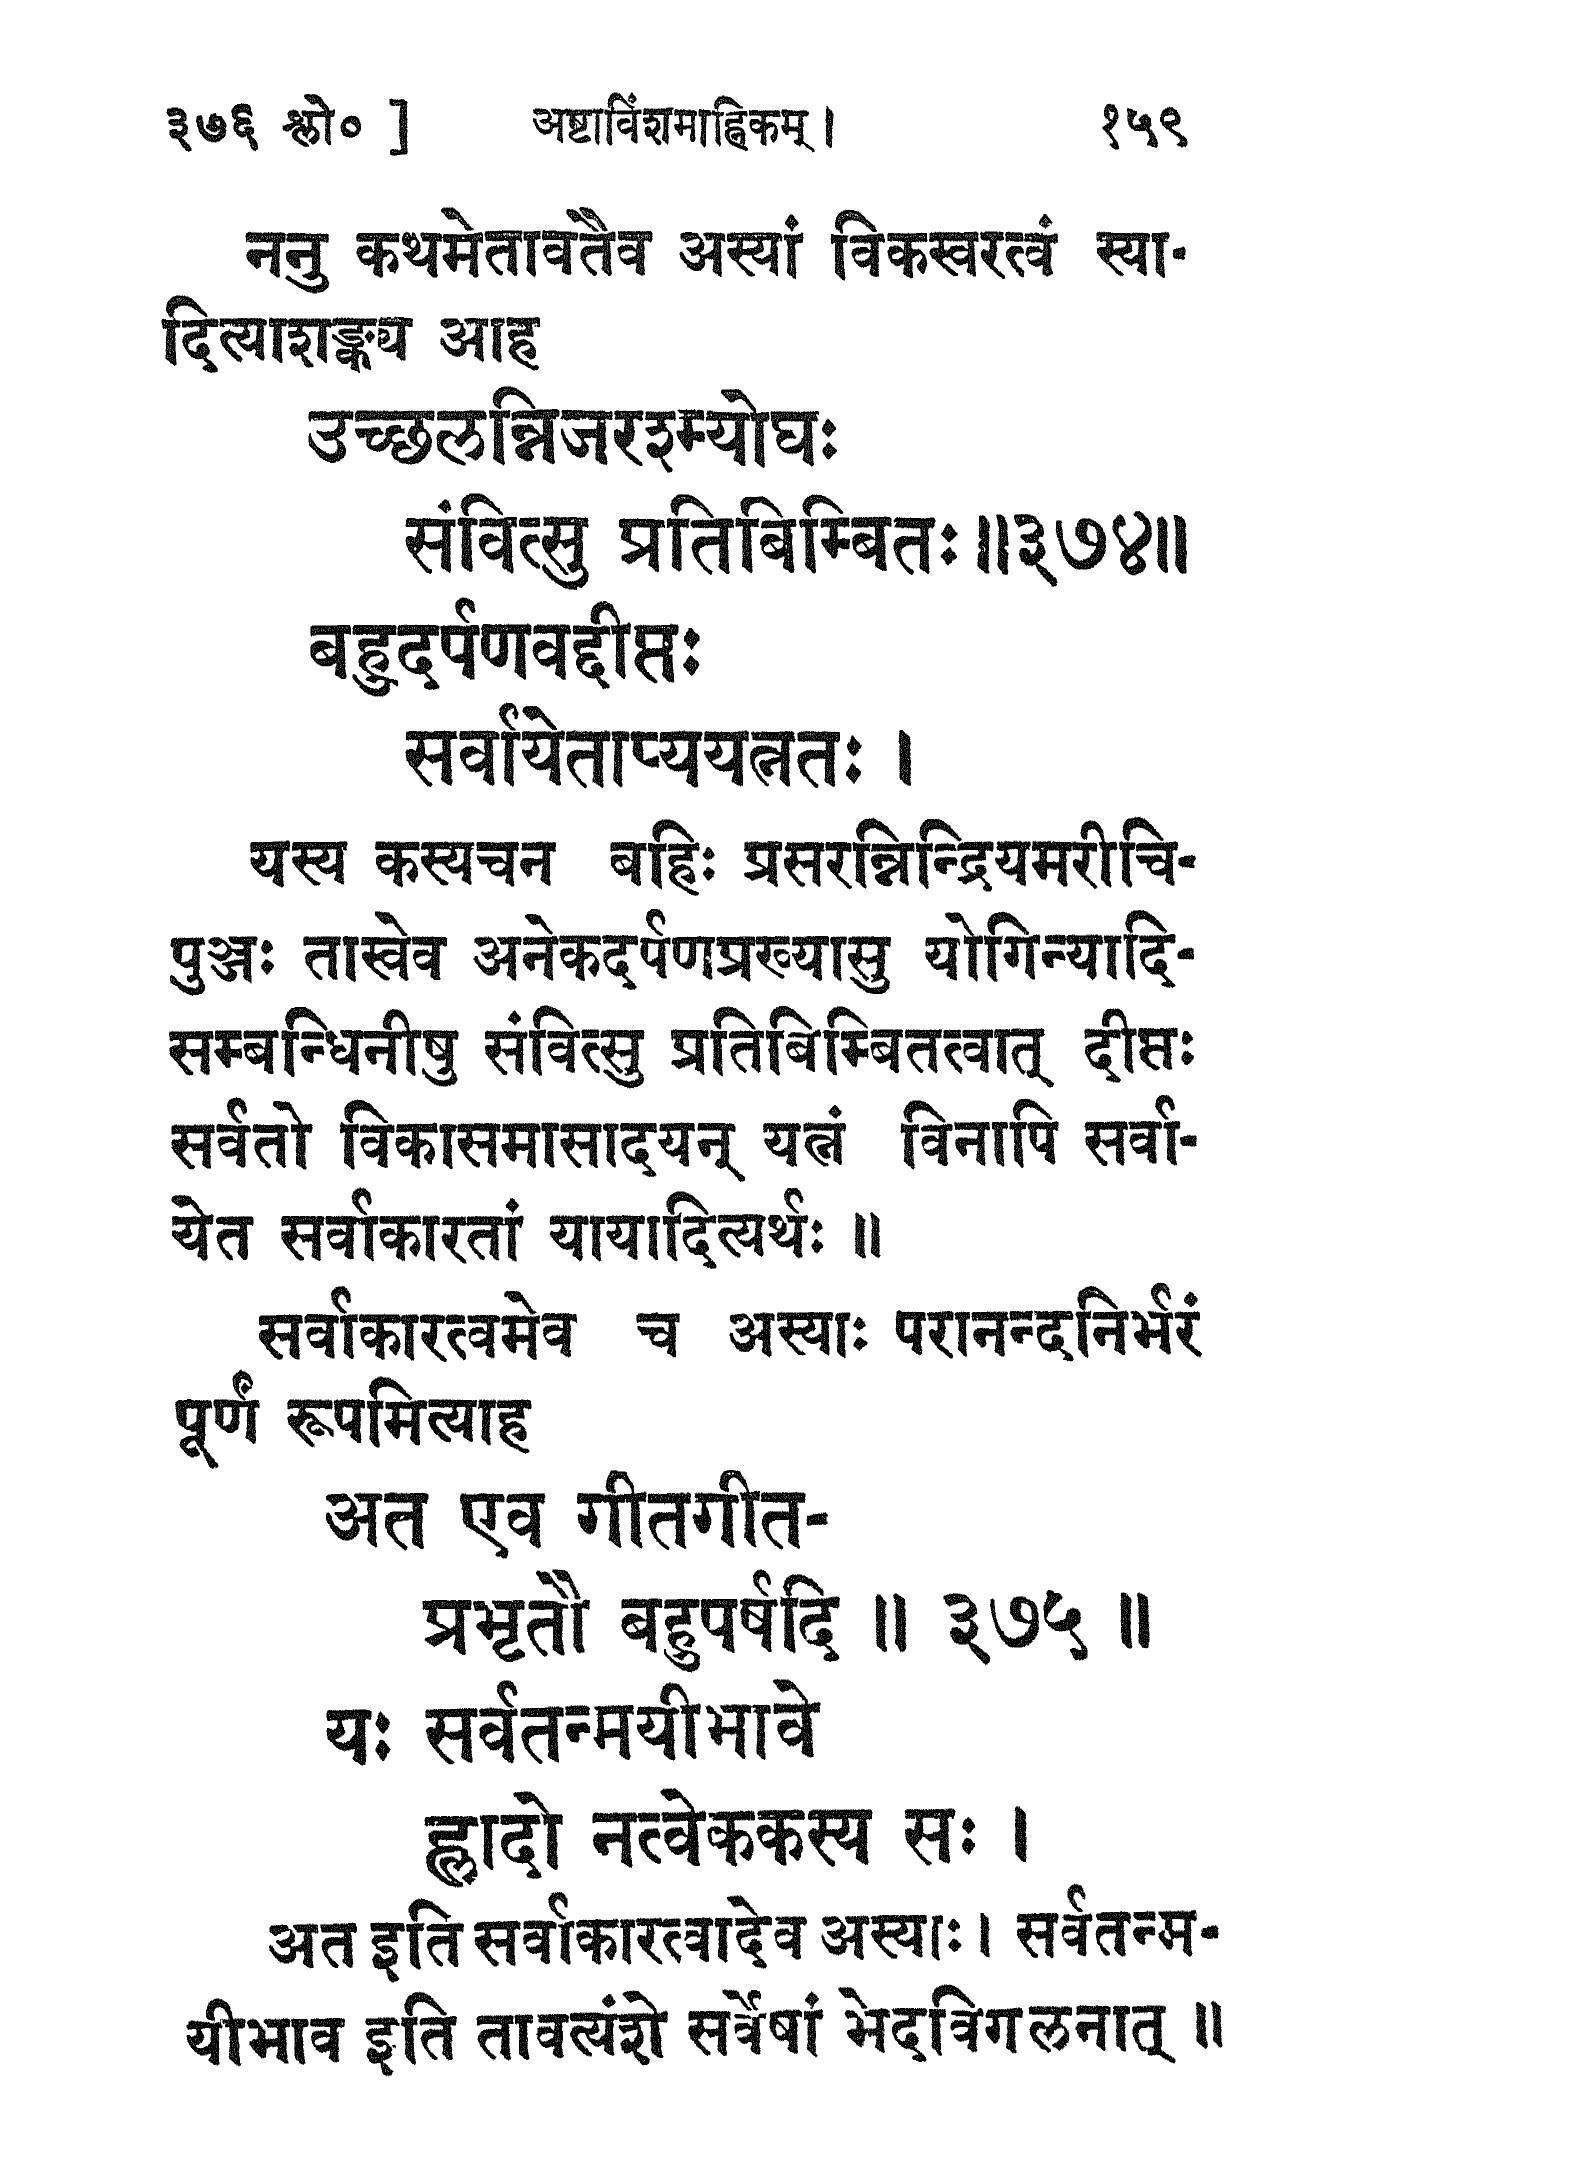 ३७६ श्लो० ] अष्टाविंशमाह्निकम् । १५९
ननु कथमेतावतैव अस्यां विकस्वरत्वं स्या-
दित्याशङ्क्य आह
उच्छलन्निजरश्म्योघः
संवित्सु प्रतिबिम्बितः॥३७४॥
बहुदर्पणवद्दीप्तः
सर्वायेताप्ययत्नतः ।
यस्य कस्यचन बहिः प्रसरन्निन्द्रियमरीचि-
पुञ्जः तास्वेव अनेकदर्पणप्रख्यासु योगिन्यादि-
सम्बन्धिनीषु संवित्सु प्रतिबिम्बितत्वात् दीप्तः
सर्वतो विकासमासादयन् यत्नं विनापि सर्वा-
येत सर्वाकारतां यायादित्यर्थः ॥
सर्वाकारत्वमेव च अस्याः परानन्दनिर्भरं
पूर्णं रूपमित्याह
अत एव गीतगीत-
प्रभृतौ बहुपर्षदि ॥ ३७५ ॥
यः सर्वतन्मयीभावे
ह्लादो नत्वेककस्य सः ।
अत इति सर्वाकारत्वादेव अस्याः। सर्वतन्म-
यीभाव इति तावत्यंशे सर्वेषां भेदविगलनात् ॥